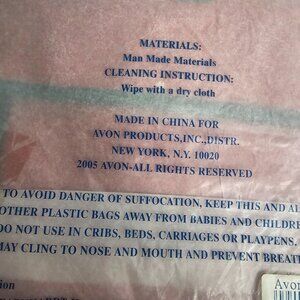 MATERIALS:
Man Made Materials
CLEANING INSTRUCTION:
Wipe with a dry cloth
MADE IN CHINA FOR
AVON PRODUCTS,INC.,DISTR.
NEW YORK, N.Y. 10020
2005 AVON-ALL RIGHTS RESERVED
TO AVOID DANGER OF SUFFOCATION, KEEP THIS AND AL
OTHER PLASTIC BAGS AWAY FROM BABIES AND CHILDRE
DO NOT USE IN CRIBS, BEDS, CARRIAGES OR PLAYPENS.
MAY CLING TO NOSE AND MOUTH AND PREVENT BREATH
Avon